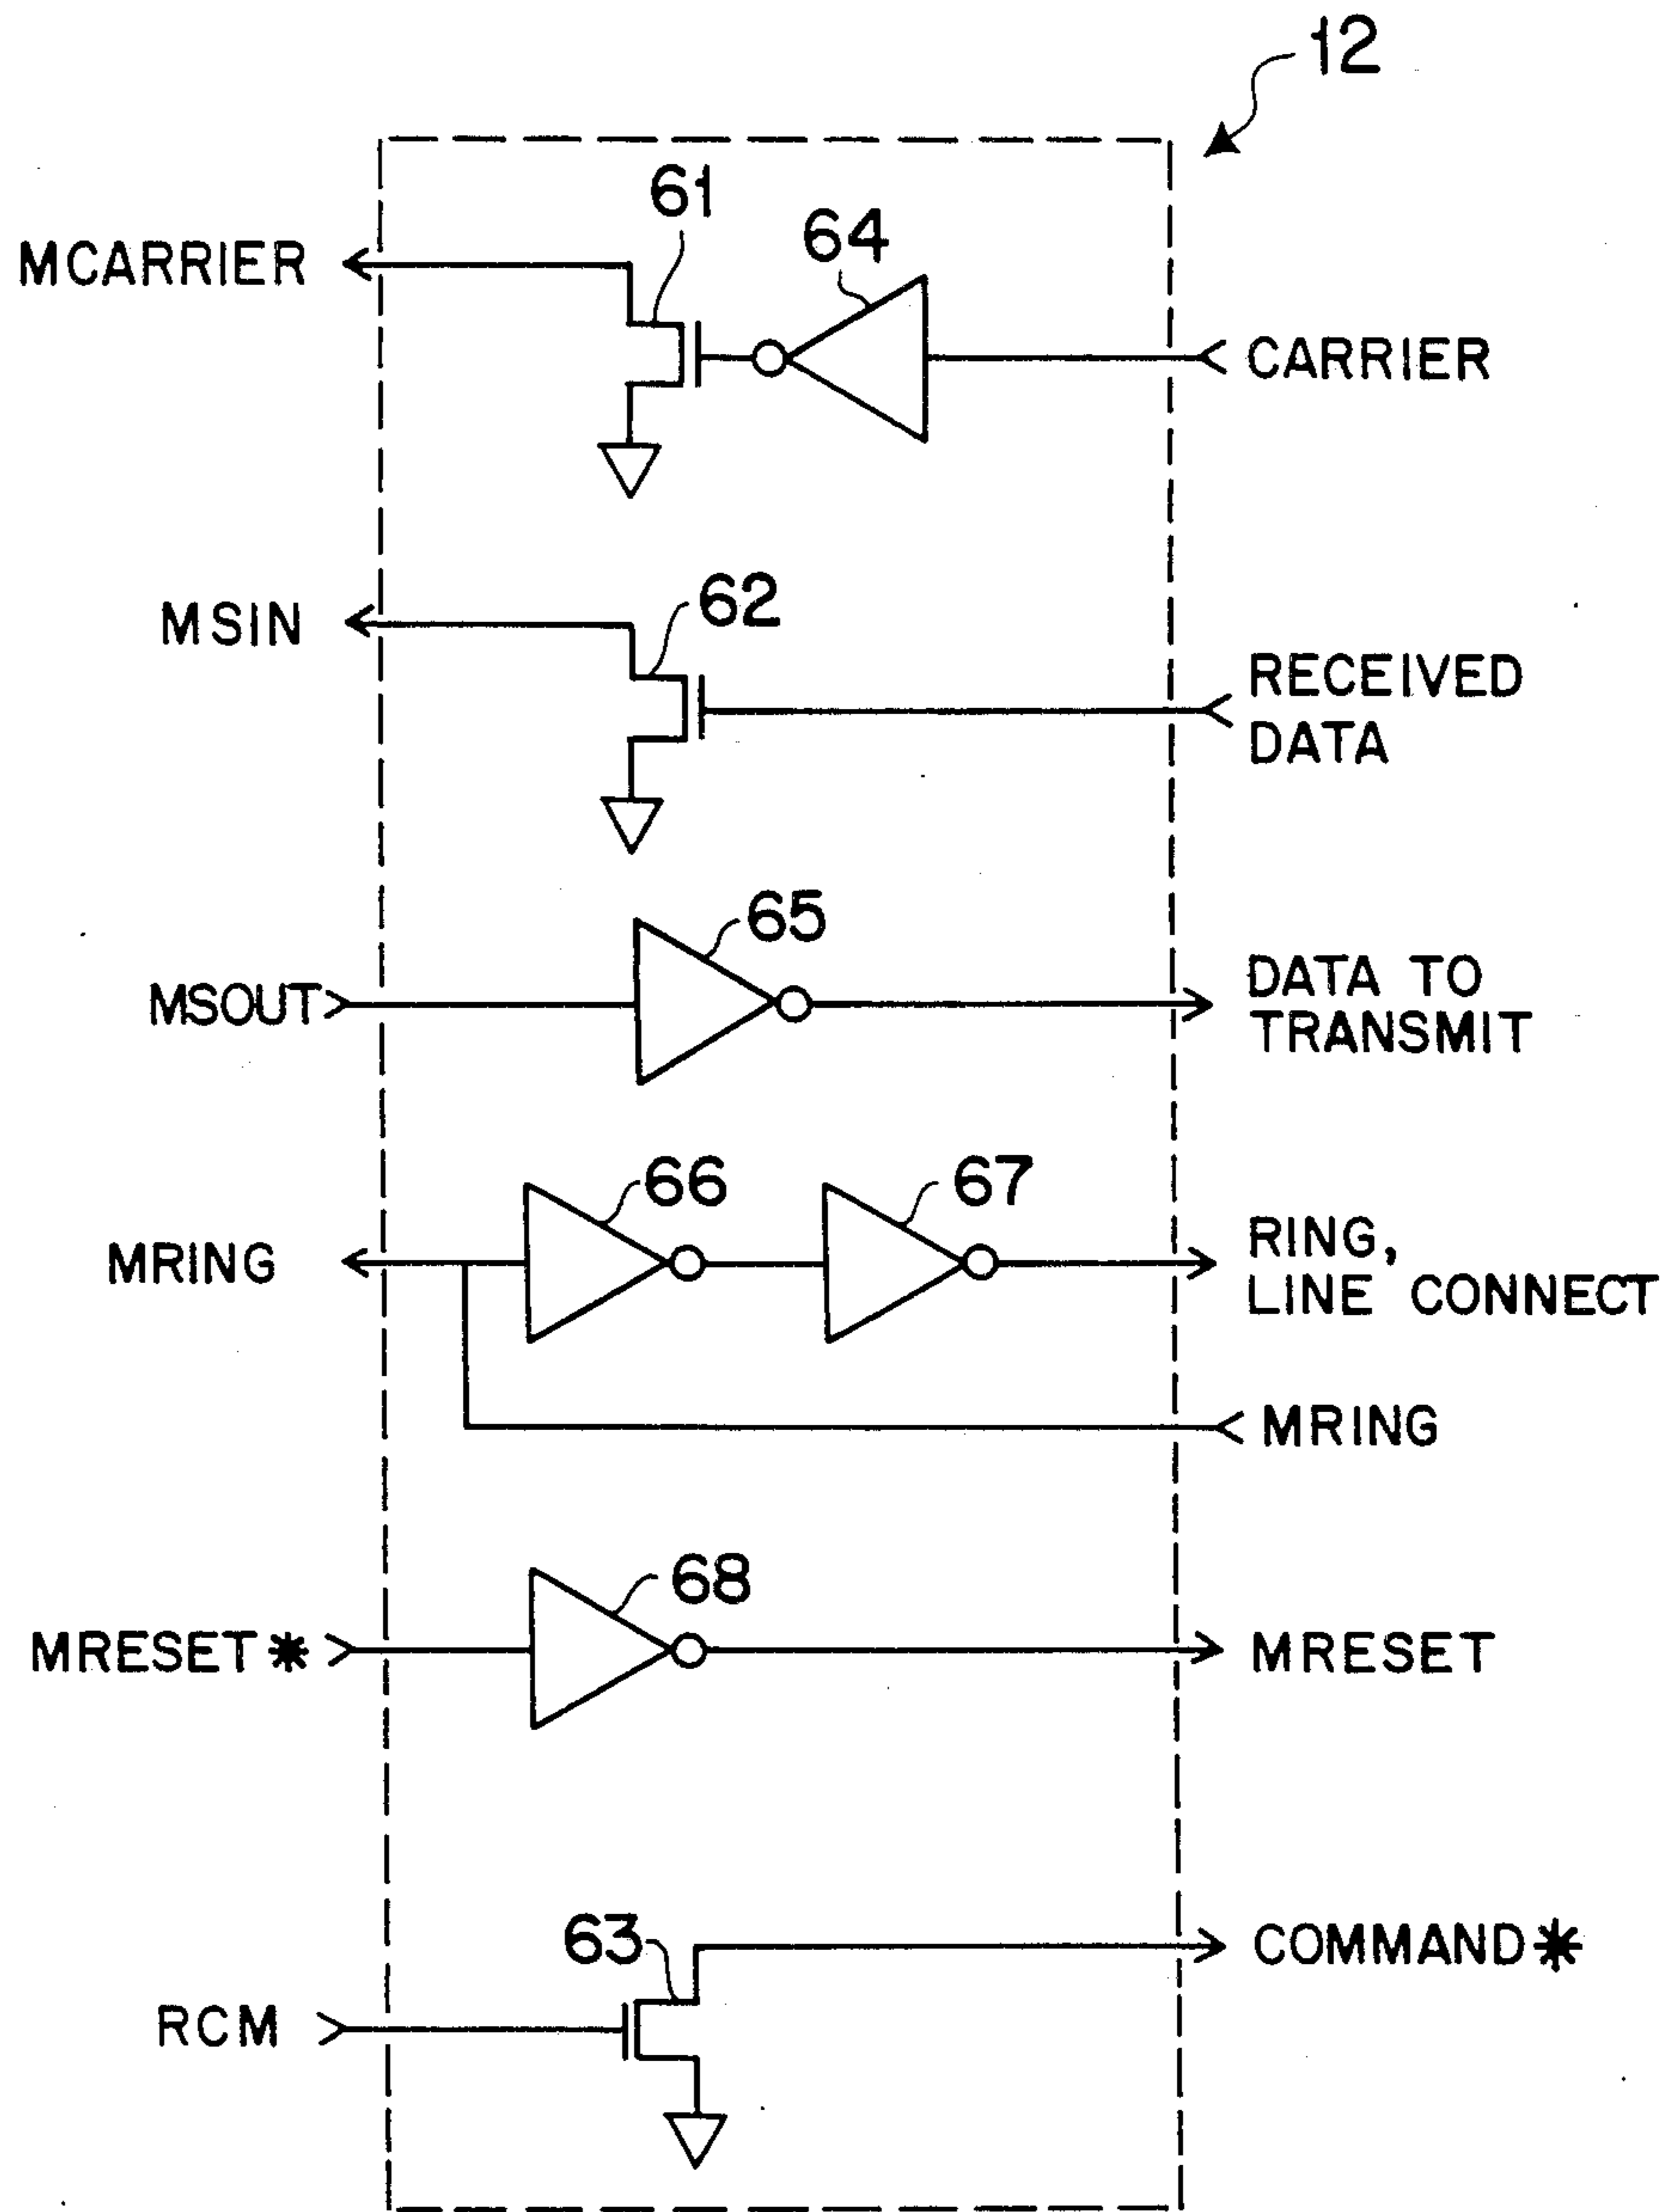 12
61
64
MCARRIER
CARRIER
62
MSIN
RECEIVED
DATA
65
MSOUT
DATA TO
TRANSMIT
66
67
MRING
RING,
LINE CONNECT
MRING
68
MRESET*
MRESET
63
COMMAND*
RCM